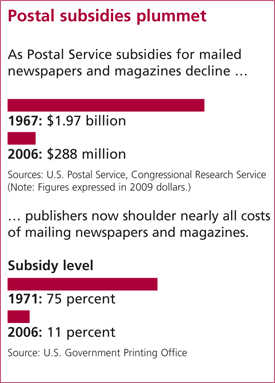 Postal subsidies plummet
As Postal Service subsidies for mailed
newspapers and magazines decline …
1967: $1.97 billion
2006: $288 million
Sources: U.S. Postal Service, Congressional Research Service
(Note: Figures expressed in 2009 dollars.)
… publishers now shoulder nearly all costs
of mailing newspapers and magazines.
Subsidy level
1971: 75 percent
2006: 11 percent
Source: U.S. Government Printing Office